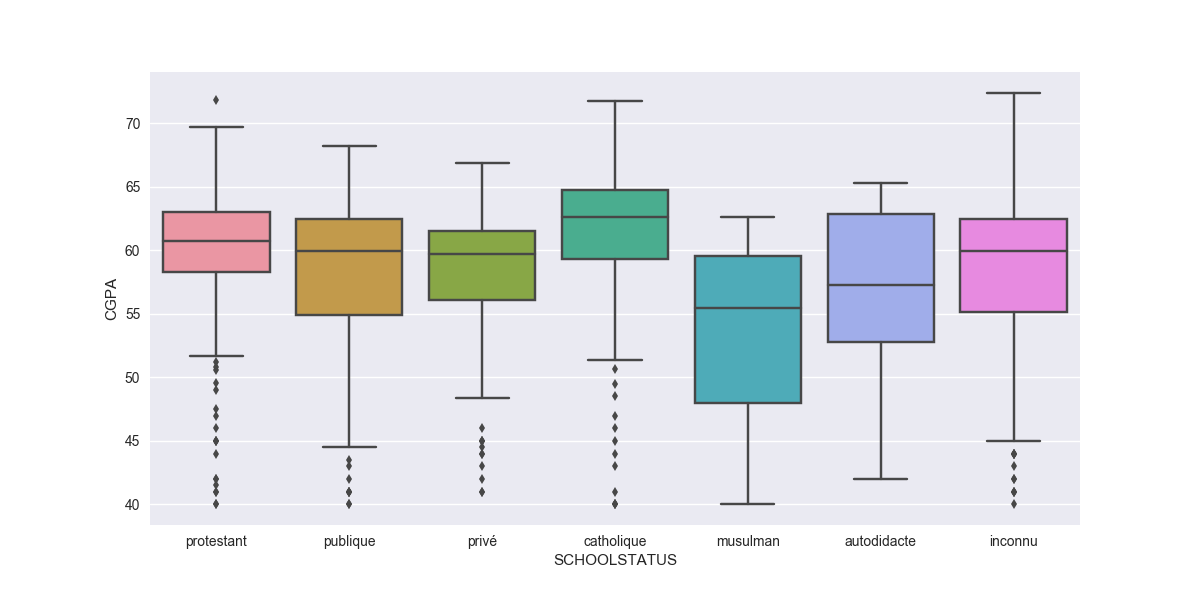 CGPA
70
65
60
55
50
45
40
protestant publique privé catholique musulman autodidacte inconnu
SCHOOLSTATUS